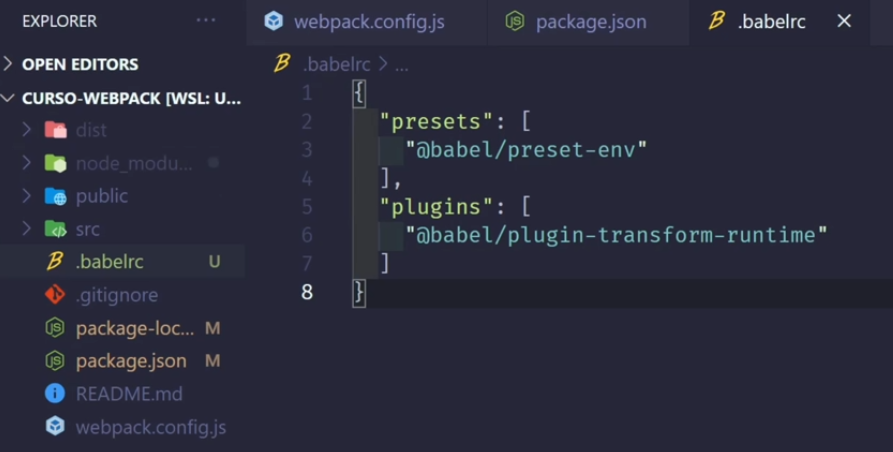 EXPLORER ...
webpack.config.js
package.json
.babelrc
OPEN EDITORS
CURSO-WEBPACK [WSL: U...
dist
node_modu...
public
src
.babelrc U
.gitignore
package-loc... M
package.json M
README.md
webpack.config.js
.babelrc > ...
1 {
2 "presets": [
3 "@babel/preset-env"
4 ],
5 "plugins": [
6 "@babel/plugin-transform-runtime"
7 ]
8 }